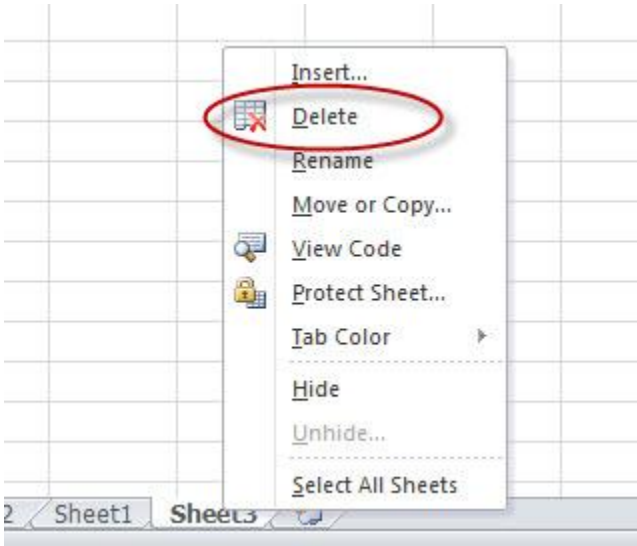 Insert...
Delete
Rename
Move or Copy...
View Code
Protect Sheet...
Tab Color
Hide
Unhide...
Select All Sheets
2 Sheet1 Sheet3